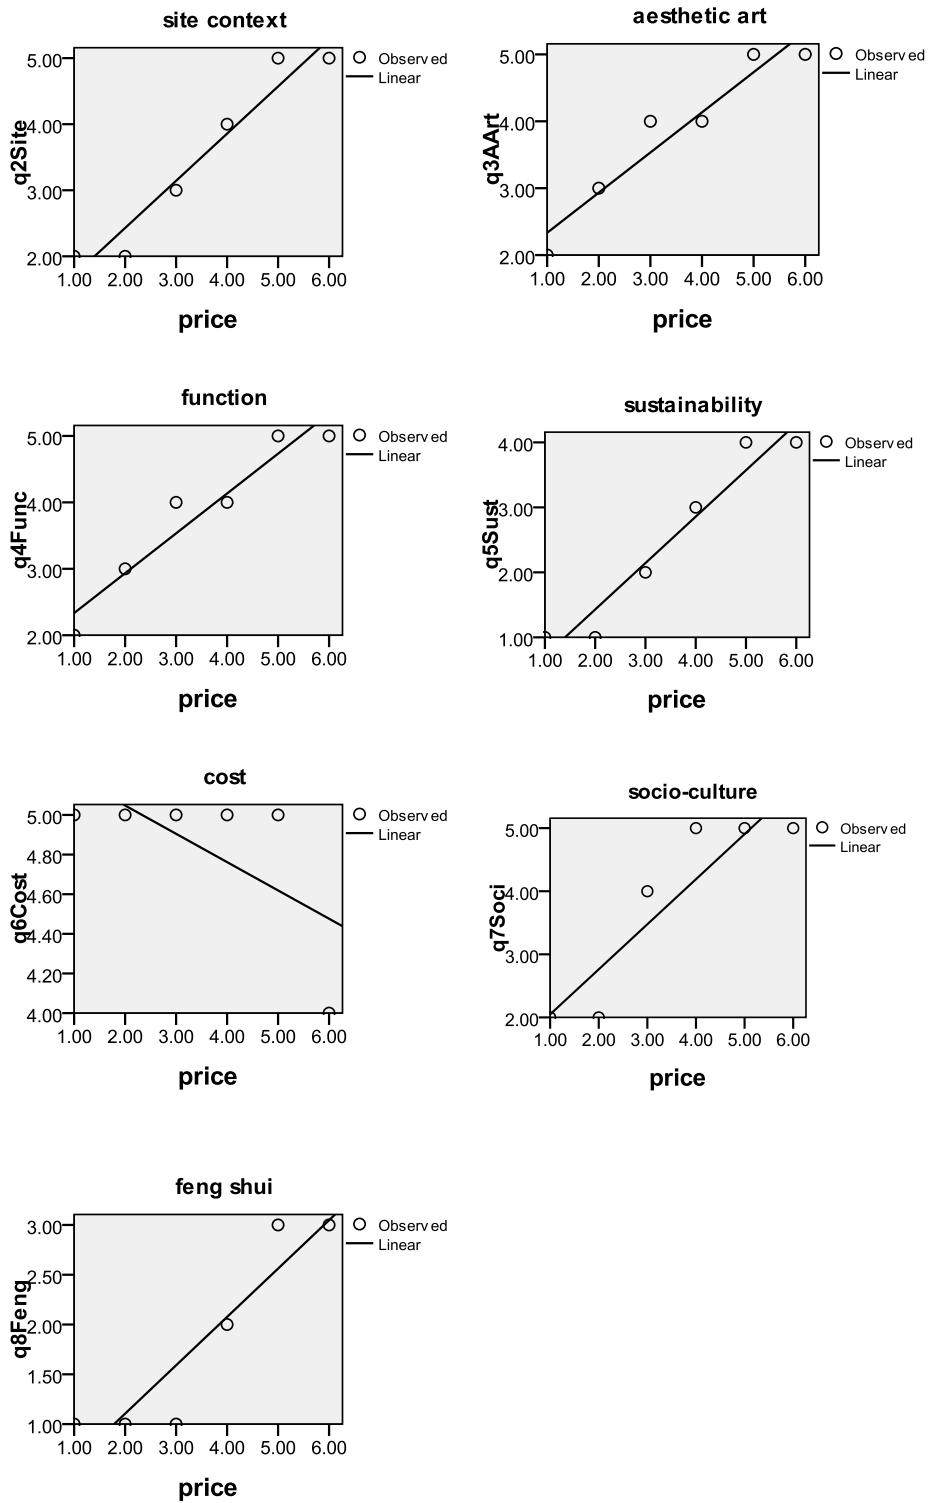 site context
q2Site
5.00
4.00
3.00
2.00
1.00 2.00 3.00 4.00 5.00 6.00
price
Observed
Linear
aesthetic art
q3AArt
5.00
4.00
3.00
2.00
1.00 2.00 3.00 4.00 5.00 6.00
price
Observed
Linear
function
q4Func
5.00
4.00
3.00
2.00
1.00 2.00 3.00 4.00 5.00 6.00
price
Observed
Linear
sustainability
q5Sust
4.00
3.00
2.00
1.00
1.00 2.00 3.00 4.00 5.00 6.00
price
Observed
Linear
cost
q6Cost
5.00
4.80
4.60
4.40
4.20
4.00
1.00 2.00 3.00 4.00 5.00 6.00
price
Observed
Linear
socio-culture
q7Soci
5.00
4.00
3.00
2.00
1.00 2.00 3.00 4.00 5.00 6.00
price
Observed
Linear
feng shui
q8Feng
3.00
2.50
2.00
1.50
1.00
1.00 2.00 3.00 4.00 5.00 6.00
price
Observed
Linear